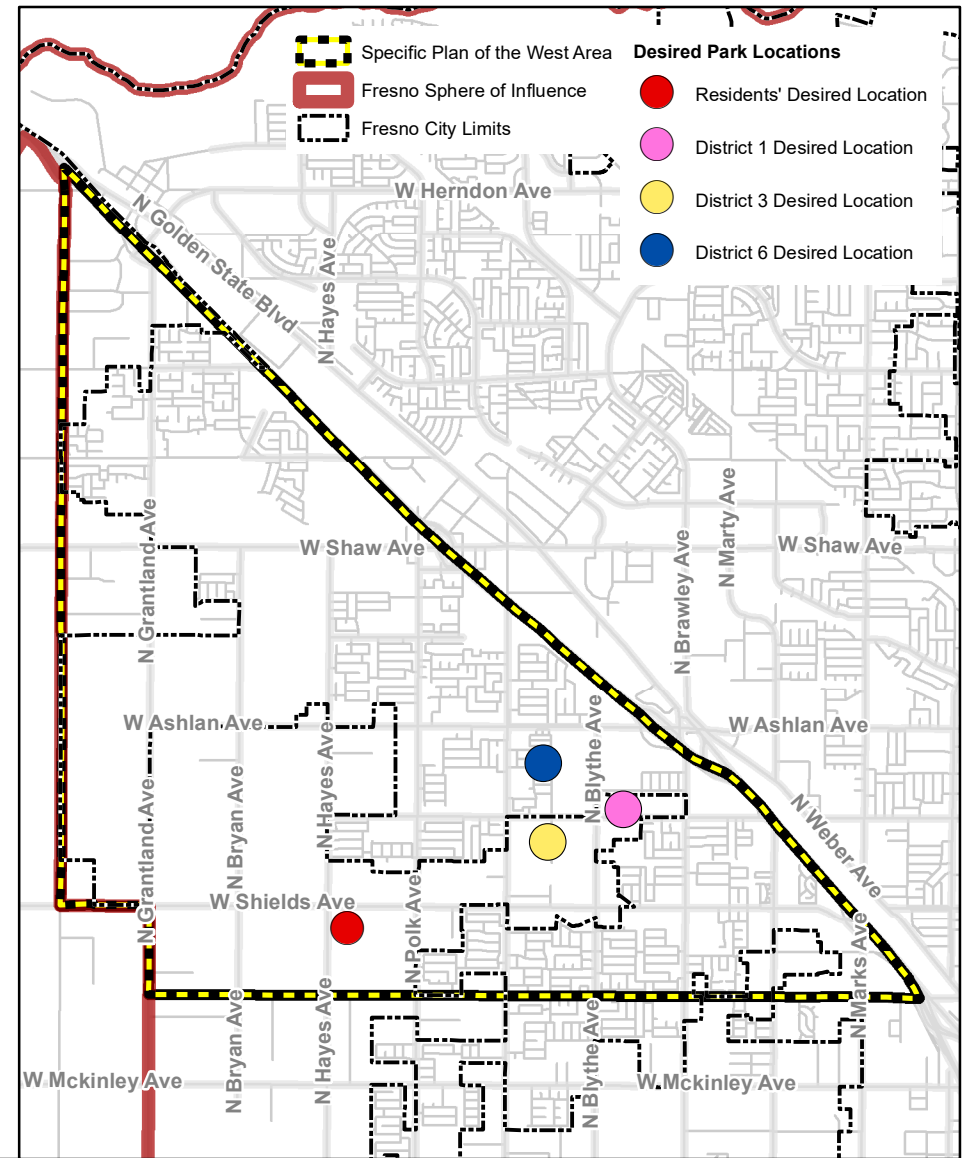 Specific Plan of the West Area
Fresno Sphere of Influence
Fresno City Limits
Desired Park Locations
Residents' Desired Location
District 1 Desired Location
District 3 Desired Location
District 6 Desired Location
W Herndon Ave
N Golden State Blvd
N Hayes Ave
N Grantland Ave
W Shaw Ave
N Brawley Ave
N Marty Ave
W Shaw Ave
W Ashlan Ave
N Hayes Ave
N Blythe Ave
W Ashlan Ave
N Grantland Ave
N Bryan Ave
N Weber Ave
W Shields Ave
N Polk Ave
N Marks Ave
N Bryan Ave
N Hayes Ave
N Blythe Ave
W Mckinley Ave
W Mckinley Ave